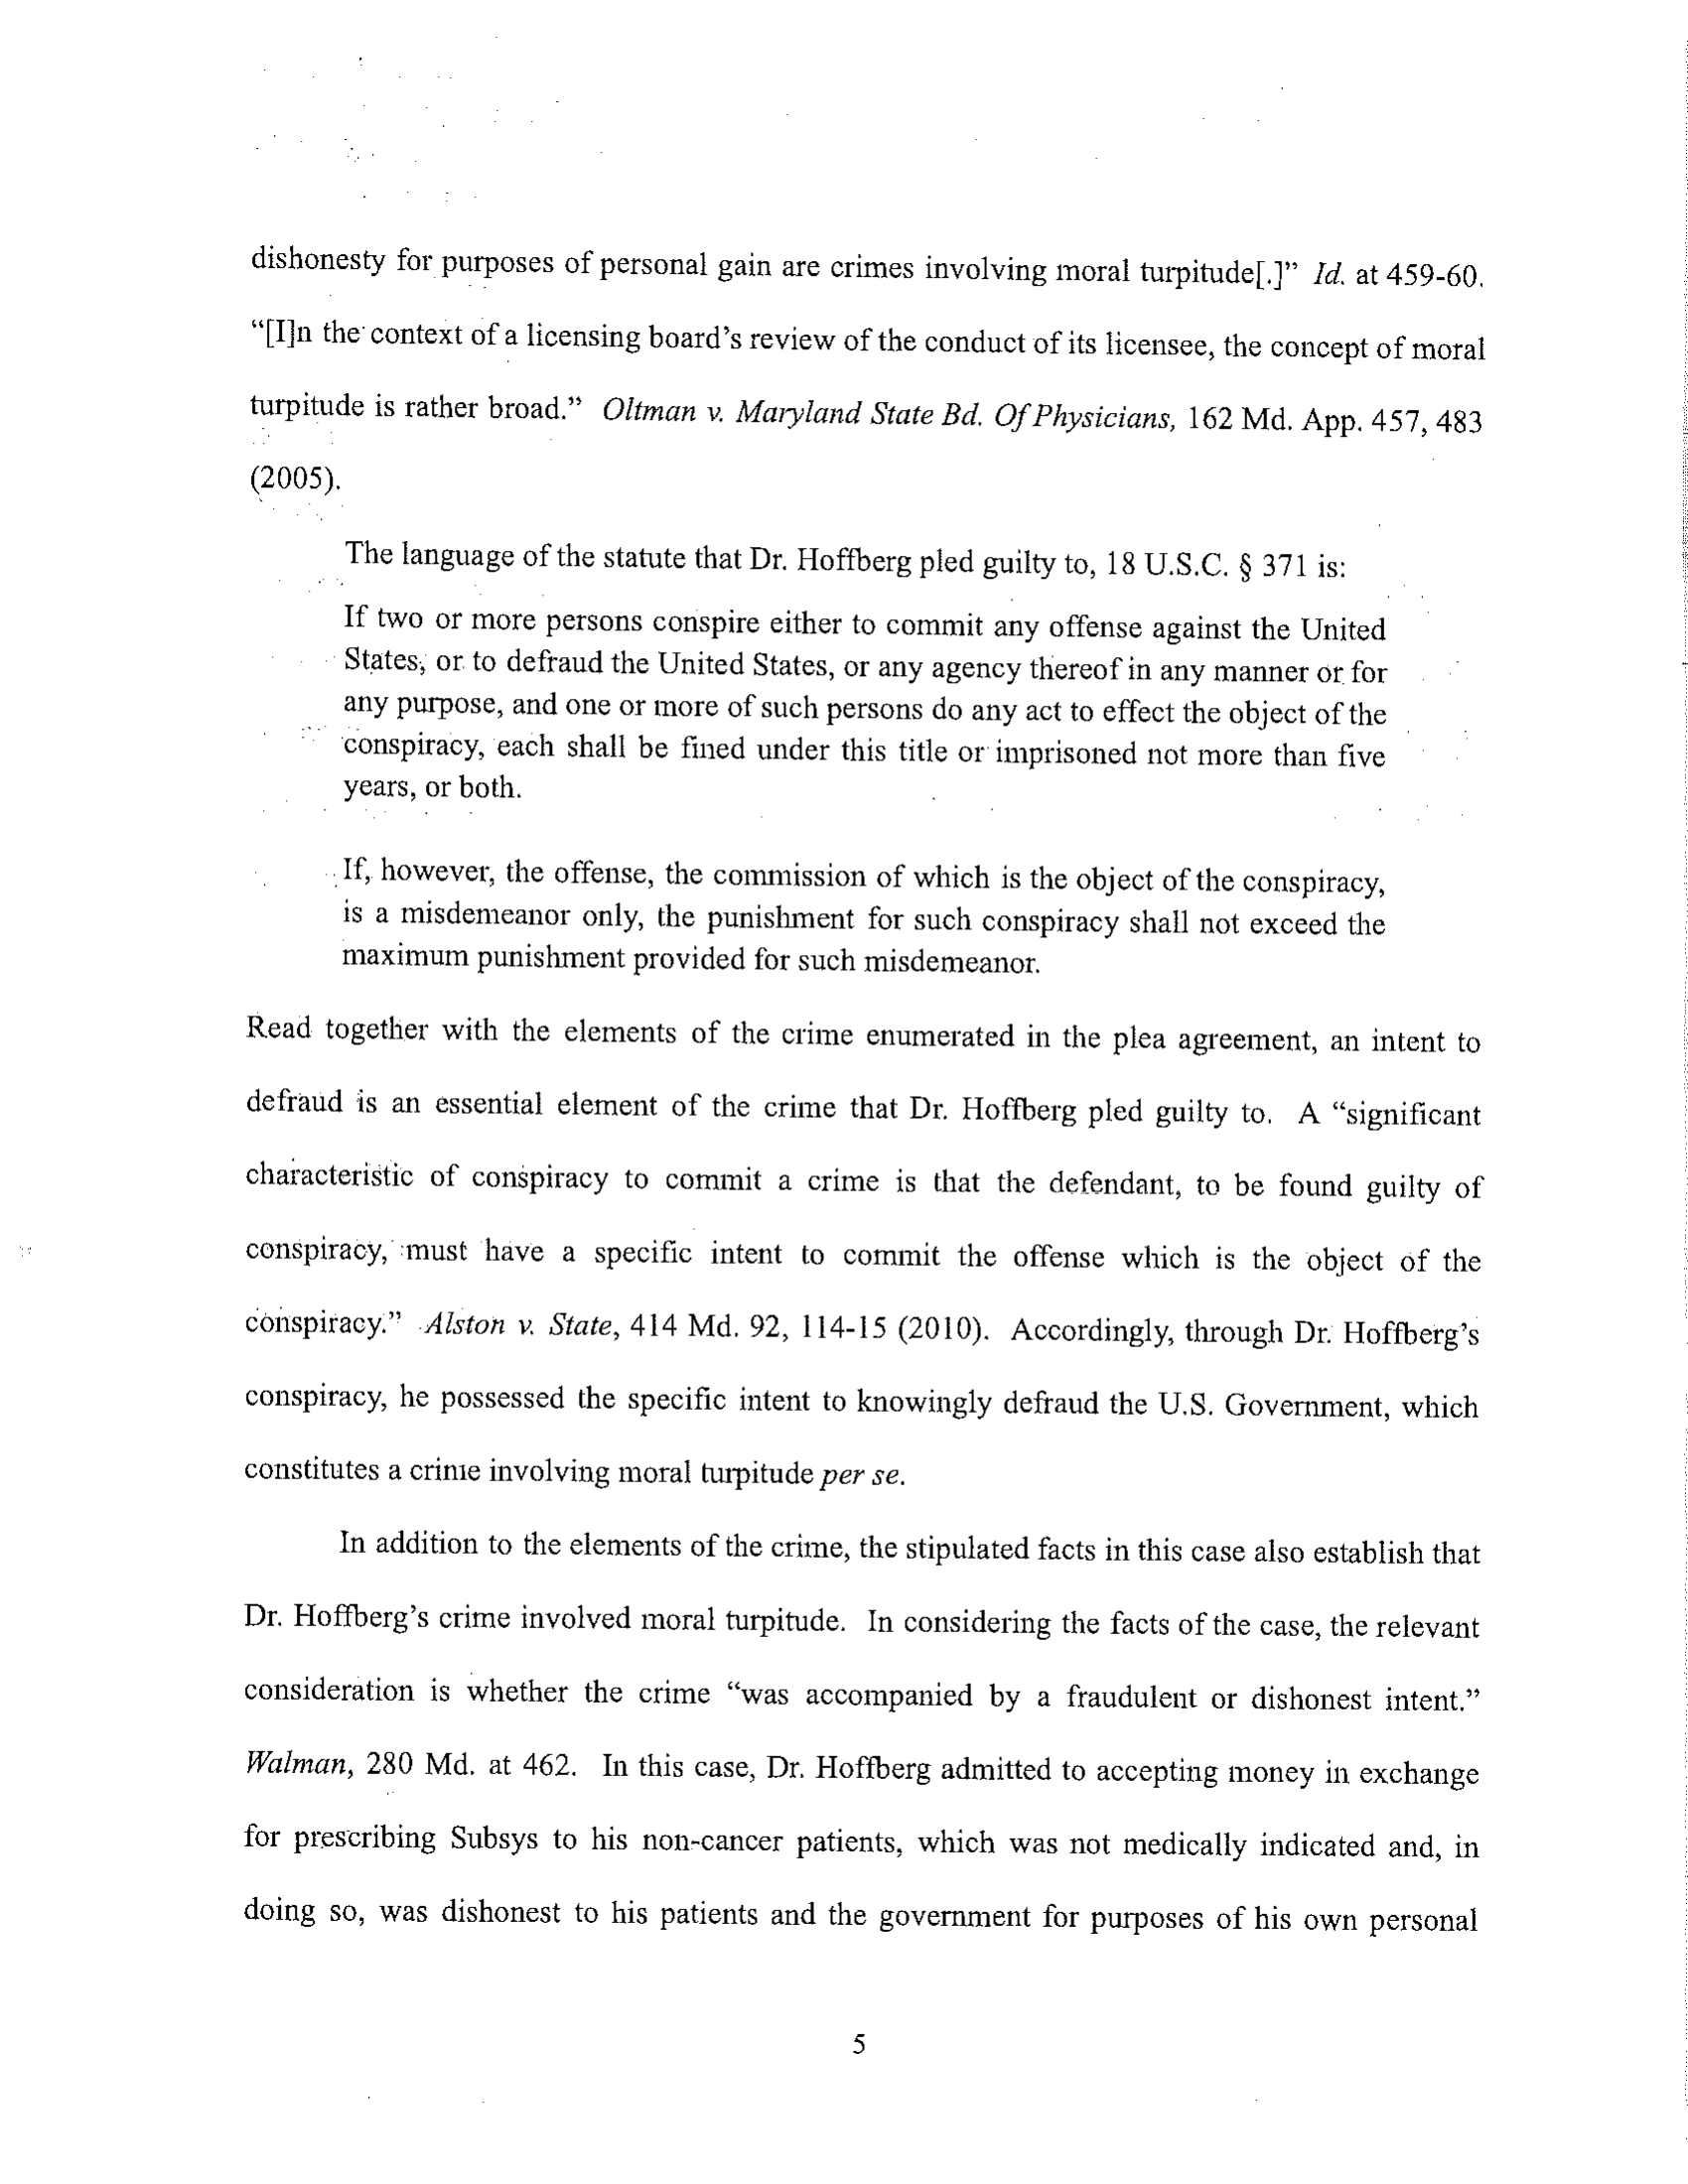 dishonesty for purposes of personal gain are crimes involving moral turpitude[.]” Id. at 459-60.
“[I]n the context of a licensing board’s review of the conduct of its licensee, the concept of moral
turpitude is rather broad.” Oltman v. Maryland State Bd. Of Physicians, 162 Md. App. 457, 483
(2005).
The language of the statute that Dr. Hoffberg pled guilty to, 18 U.S.C. § 371 is:
If two or more persons conspire either to commit any offense against the United
States, or to defraud the United States, or any agency thereof in any manner or for
any purpose, and one or more of such persons do any act to effect the object of the
conspiracy, each shall be fined under this title or imprisoned not more than five
years, or both.
If, however, the offense, the commission of which is the object of the conspiracy,
is a misdemeanor only, the punishment for such conspiracy shall not exceed the
maximum punishment provided for such misdemeanor.
Read together with the elements of the crime enumerated in the plea agreement, an intent to
defraud is an essential element of the crime that Dr. Hoffberg pled guilty to. A “significant
characteristic of conspiracy to commit a crime is that the defendant, to be found guilty of
conspiracy, must have a specific intent to commit the offense which is the object of the
conspiracy.” Alston v. State, 414 Md. 92, 114-15 (2010). Accordingly, through Dr. Hoffberg’s
conspiracy, he possessed the specific intent to knowingly defraud the U.S. Government, which
constitutes a crime involving moral turpitude per se.
In addition to the elements of the crime, the stipulated facts in this case also establish that
Dr. Hoffberg’s crime involved moral turpitude. In considering the facts of the case, the relevant
consideration is whether the crime “was accompanied by a fraudulent or dishonest intent.”
Walman, 280 Md. at 462. In this case, Dr. Hoffberg admitted to accepting money in exchange
for prescribing Subsys to his non-cancer patients, which was not medically indicated and, in
doing so, was dishonest to his patients and the government for purposes of his own personal
5